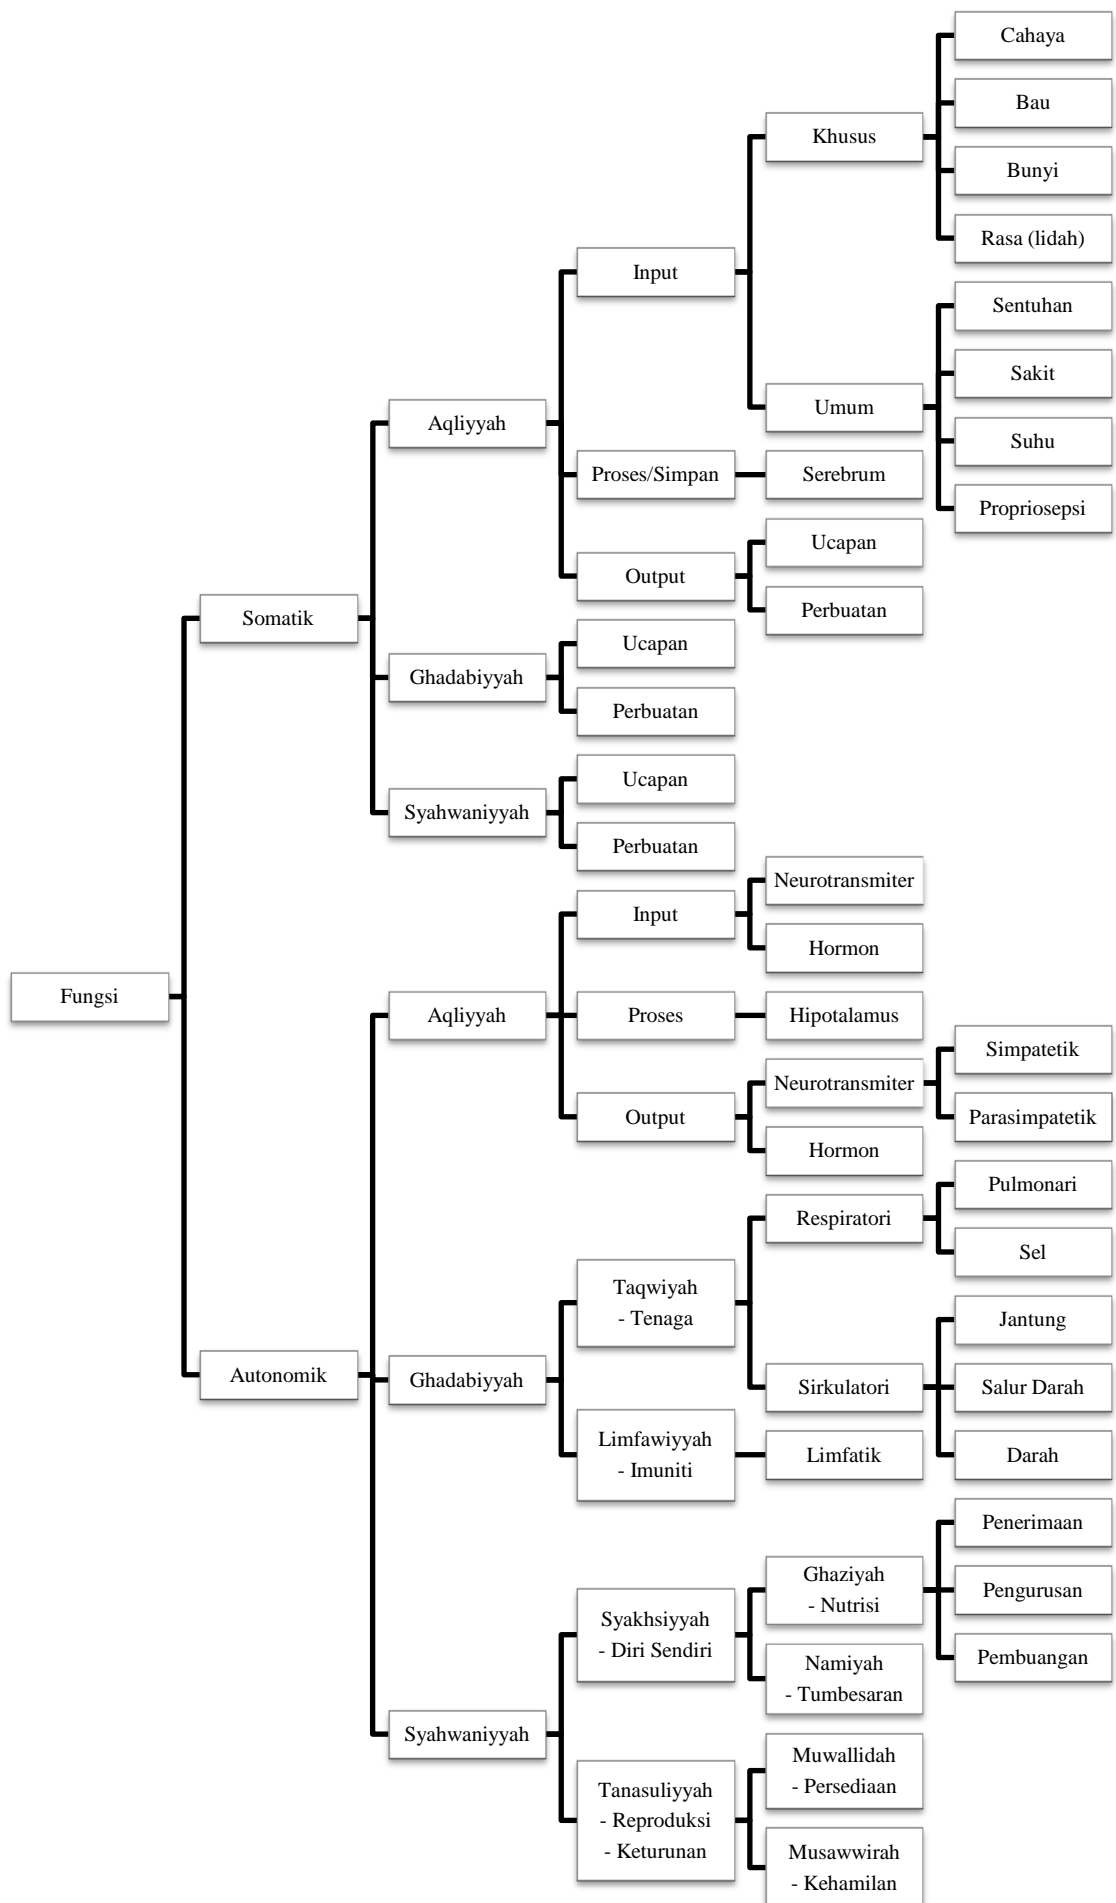 Fungsi
Somatik
Aqliyyah
Input
Khusus
Cahaya
Bau
Bunyi
Rasa (lidah)
Umum
Sentuhan
Sakit
Suhu
Propriosepsi
Proses/Simpan
Serebrum
Output
Ucapan
Perbuatan
Ghadabiyyah
Ucapan
Perbuatan
Syahwaniyyah
Ucapan
Perbuatan
Autonomik
Aqliyyah
Input
Neurotransmiter
Hormon
Proses
Hipotalamus
Output
Neurotransmiter
Simpatetik
Parasimpatetik
Hormon
Ghadabiyyah
Taqwiyah
- Tenaga
Respiratori
Pulmonari
Sel
Sirkulatori
Jantung
Salur Darah
Darah
Limfawiyyah
- Imuniti
Limfatik
Syahwaniyyah
Syakhsiyyah
- Diri Sendiri
Ghaziyah
- Nutrisi
Penerimaan
Pengurusan
Pembuangan
Namiyah
- Tumbesaran
Tanasuliyyah
- Reproduksi
- Keturunan
Muwallidah
- Persediaan
Musawwirah
- Kehamilan